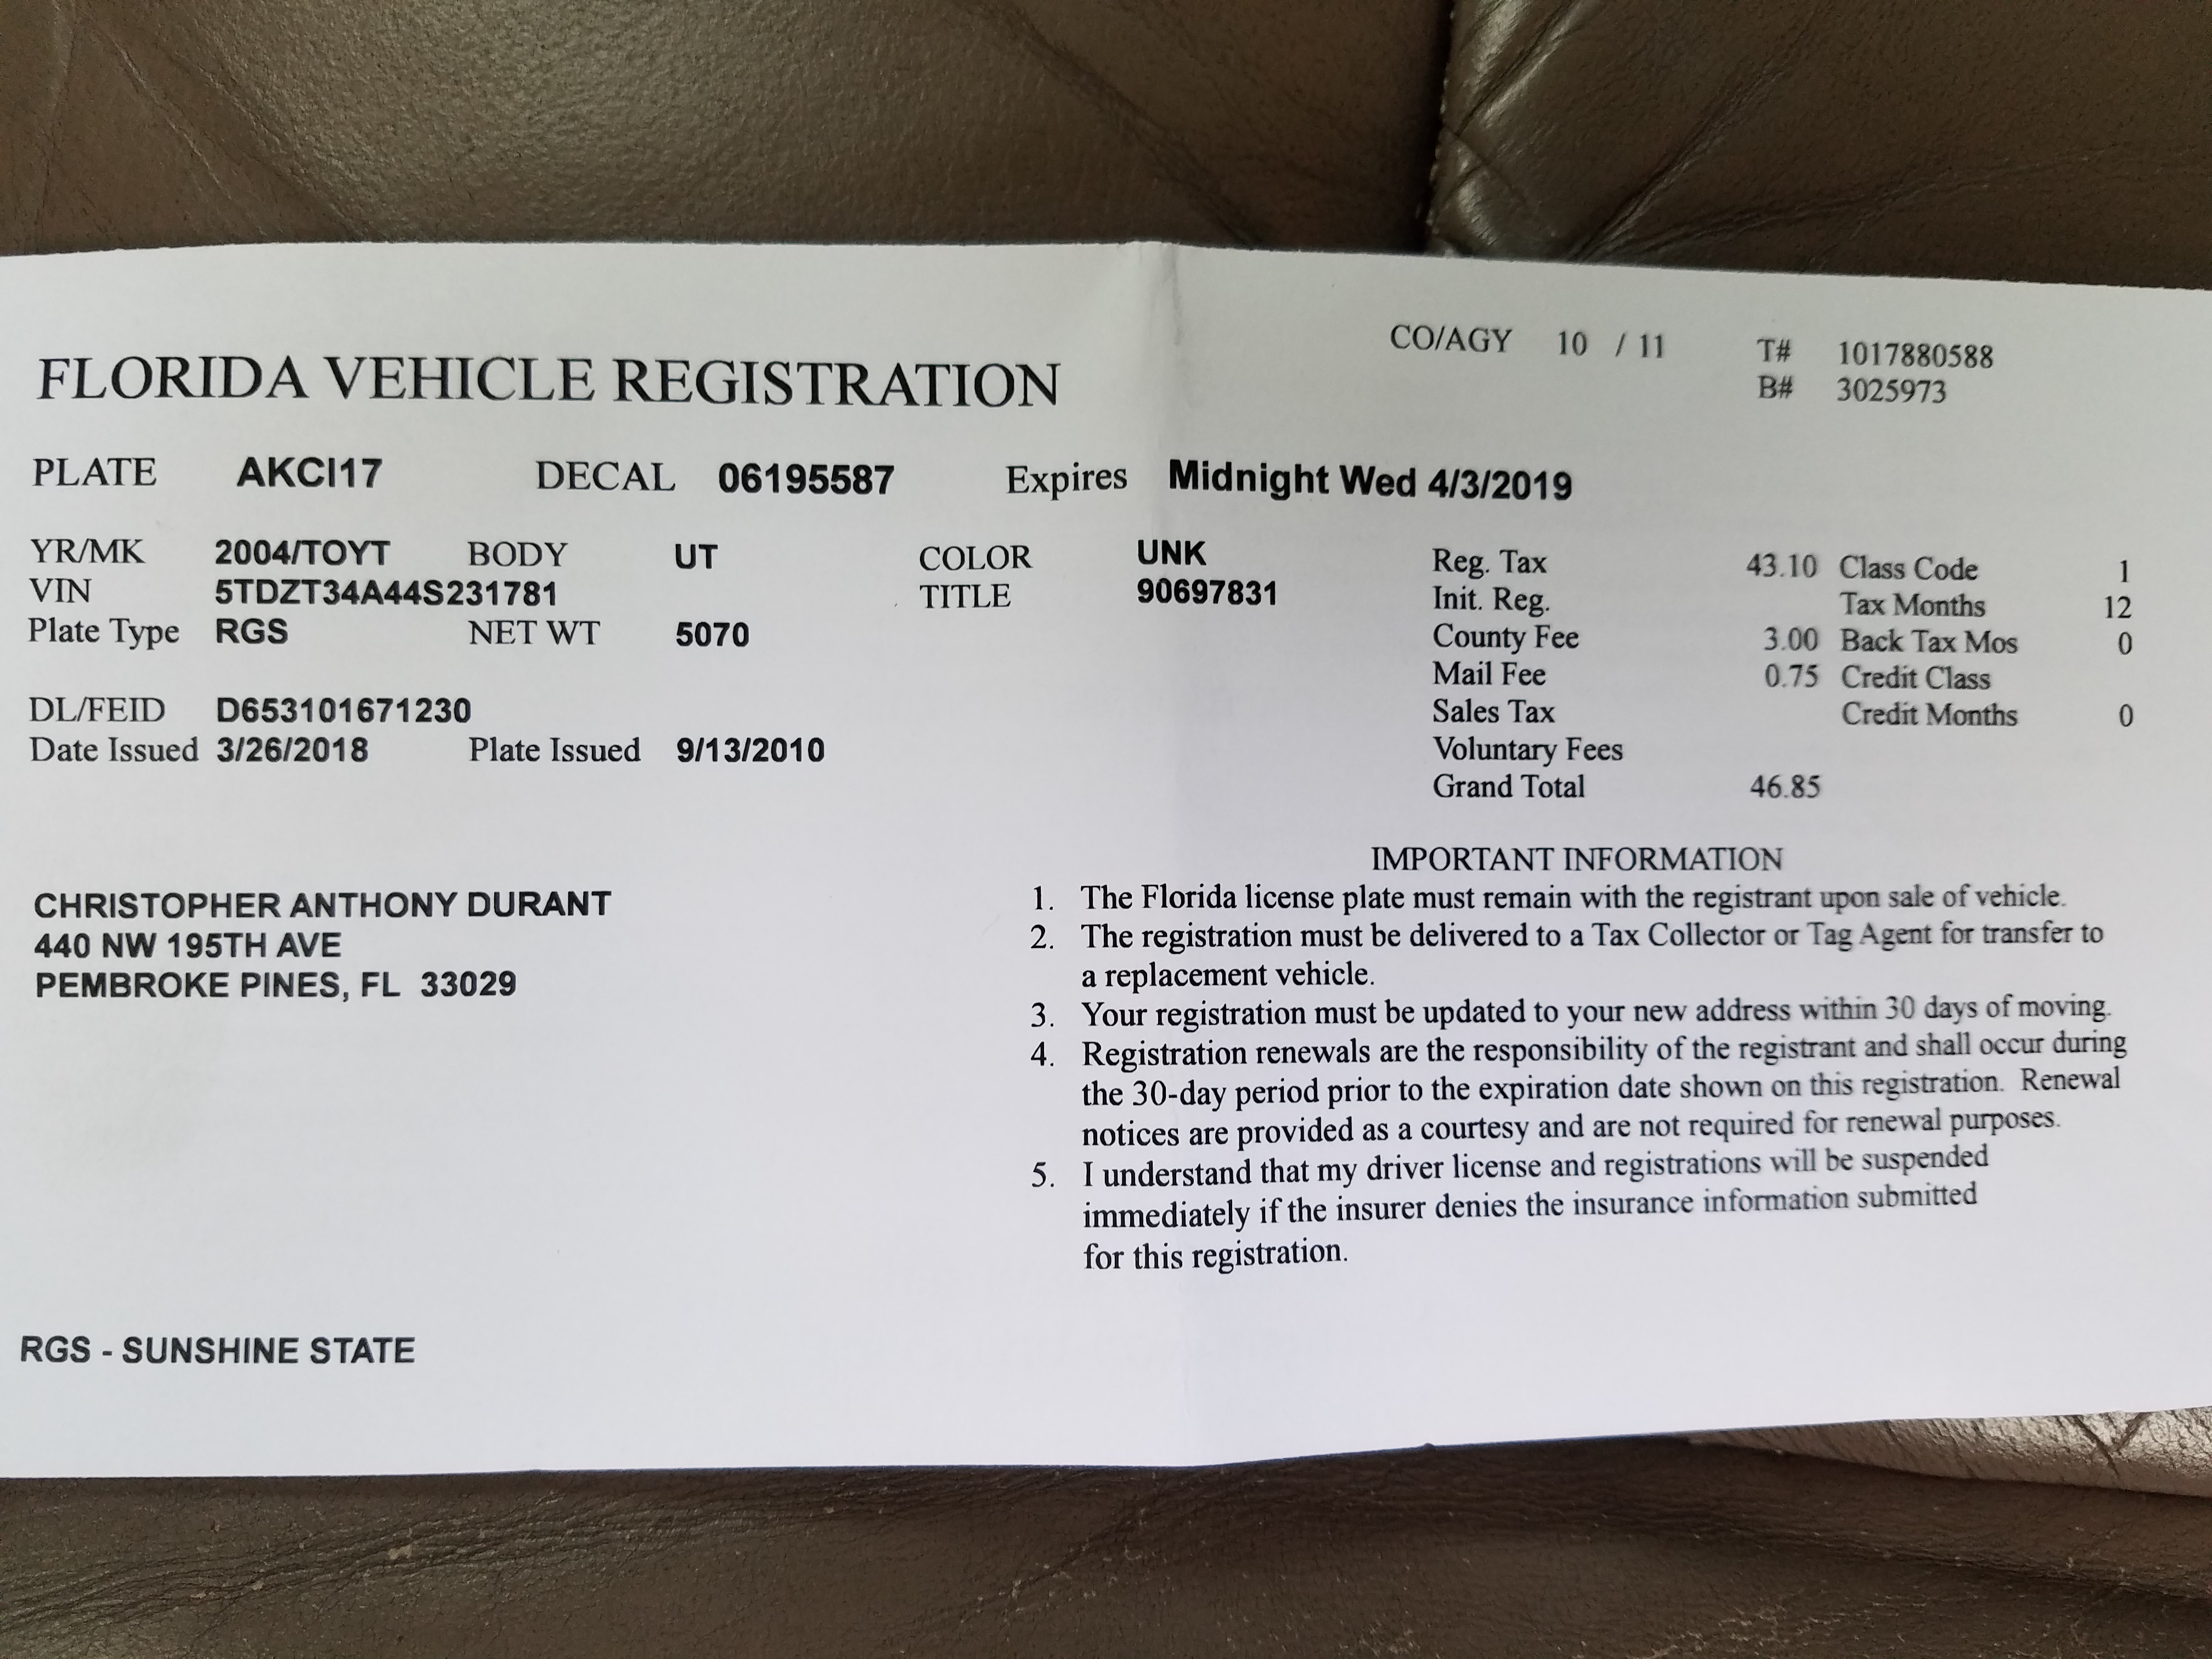 FLORIDA VEHICLE REGISTRATION
CO/AGY 10 / 11 T# 1017880588
B# 3025973
PLATE AKCI17 DECAL 06195587 Expires Midnight Wed 4/3/2019
YR/MK 2004/TOYT BODY UT COLOR UNK Reg. Tax 43.10 Class Code 1
VIN 5TDZT34A44S231781 TITLE 90697831 Init. Reg. Tax Months 12
Plate Type RGS NET WT 5070 County Fee 3.00 Back Tax Mos 0
Mail Fee 0.75 Credit Class
DL/FEID D653101671230 Sales Tax Credit Months 0
Date Issued 3/26/2018 Plate Issued 9/13/2010 Voluntary Fees
Grand Total 46.85
CHRISTOPHER ANTHONY DURANT
440 NW 195TH AVE
PEMBROKE PINES, FL 33029
IMPORTANT INFORMATION
1. The Florida license plate must remain with the registrant upon sale of vehicle.
2. The registration must be delivered to a Tax Collector or Tag Agent for transfer to
a replacement vehicle.
3. Your registration must be updated to your new address within 30 days of moving.
4. Registration renewals are the responsibility of the registrant and shall occur during
the 30-day period prior to the expiration date shown on this registration. Renewal
notices are provided as a courtesy and are not required for renewal purposes.
5. I understand that my driver license and registrations will be suspended
immediately if the insurer denies the insurance information submitted
for this registration.
RGS - SUNSHINE STATE